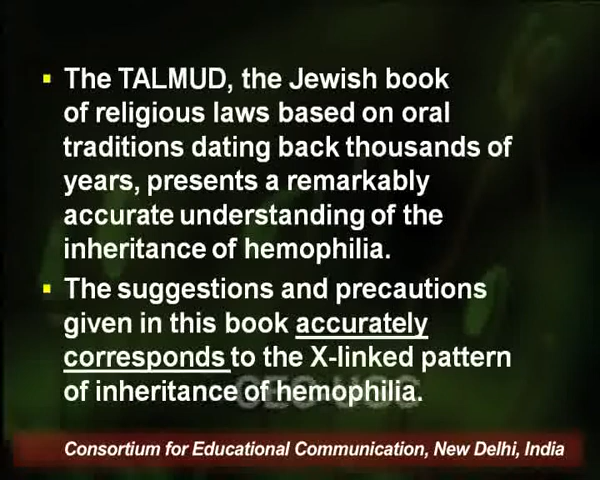 The TALMUD, the Jewish book
of religious laws based on oral
traditions dating back thousands of
years, presents a remarkably
accurate understanding of the
inheritance of hemophilia.
The suggestions and precautions
given in this book accurately
corresponds to the X-linked pattern
of inheritance of hemophilia.
CEC-UGC
Consortium for Educational Communication, New Delhi, India